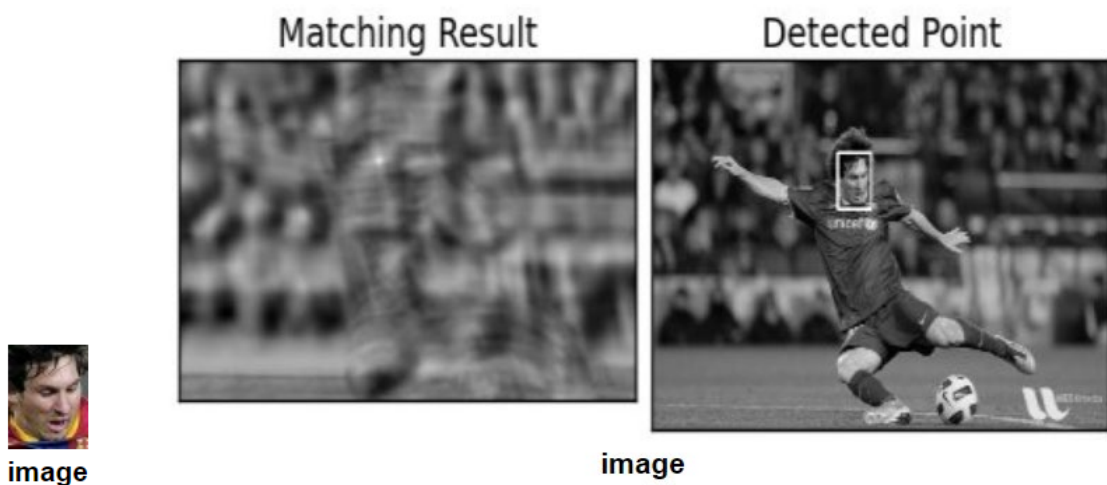 Matching Result
Detected Point
unicef
image
image